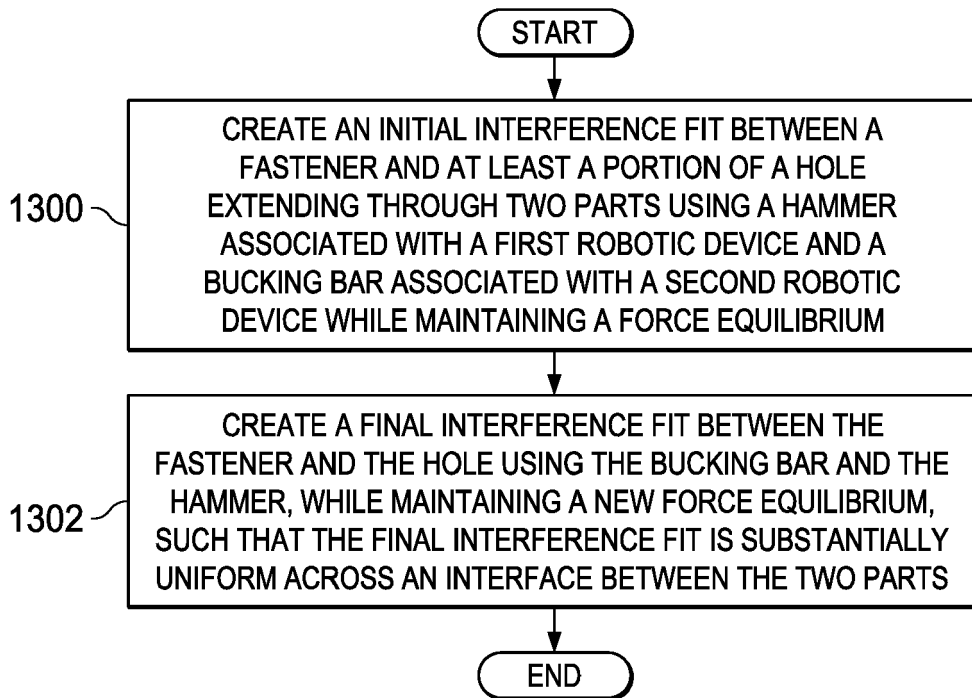 START
1300
CREATE AN INITIAL INTERFERENCE FIT BETWEEN A
FASTENER AND AT LEAST A PORTION OF A HOLE
EXTENDING THROUGH TWO PARTS USING A HAMMER
ASSOCIATED WITH A FIRST ROBOTIC DEVICE AND A
BUCKING BAR ASSOCIATED WITH A SECOND ROBOTIC
DEVICE WHILE MAINTAINING A FORCE EQUILIBRIUM
1302
CREATE A FINAL INTERFERENCE FIT BETWEEN THE
FASTENER AND THE HOLE USING THE BUCKING BAR AND THE
HAMMER, WHILE MAINTAINING A NEW FORCE EQUILIBRIUM,
SUCH THAT THE FINAL INTERFERENCE FIT IS SUBSTANTIALLY
UNIFORM ACROSS AN INTERFACE BETWEEN THE TWO PARTS
END